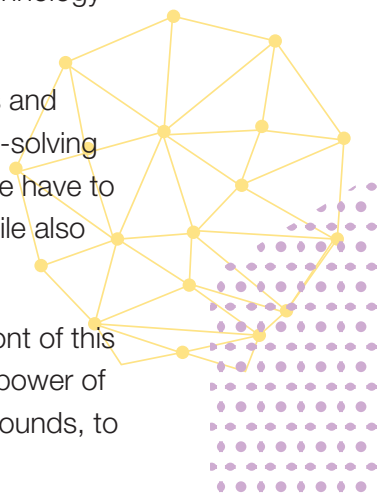 s and
-solving
e have to
ile also
ont of this
power of
ounds, to